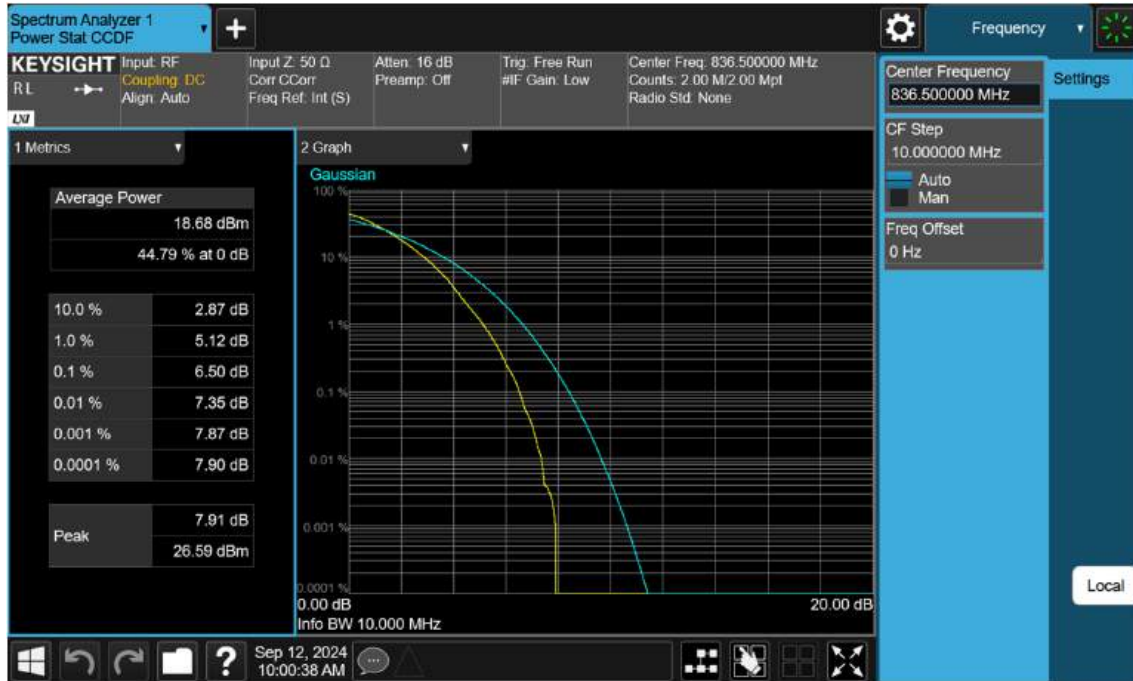 Spectrum Analyzer 1
Power Stat CCDF
+
Frequency
KEYSIGHT
R L
LXI
Input: RF
Coupling: DC
Align: Auto
Input Z: 50 Ω
Corr CCorr
Freq Ref: Int (S)
Atten: 16 dB
Preamp: Off
Trig: Free Run
#IF Gain: Low
Center Freq: 836.500000 MHz
Counts: 2.00 M/2.00 Mpt
Radio Std: None
Center Frequency
836.500000 MHz
Settings
CF Step
10.000000 MHz
Auto
Man
Freq Offset
0 Hz
Local
1 Metrics
Average Power
18.68 dBm
44.79 % at 0 dB
10.0 % 2.87 dB
1.0 % 5.12 dB
0.1 % 6.50 dB
0.01 % 7.35 dB
0.001 % 7.87 dB
0.0001 % 7.90 dB
Peak
7.91 dB
26.59 dBm
2 Graph
Gaussian
100 %
10 %
1 %
0.1 %
0.01 %
0.001 %
0.0001 %
0.00 dB 20.00 dB
Info BW 10.000 MHz
?
Sep 12, 2024
10:00:38 AM